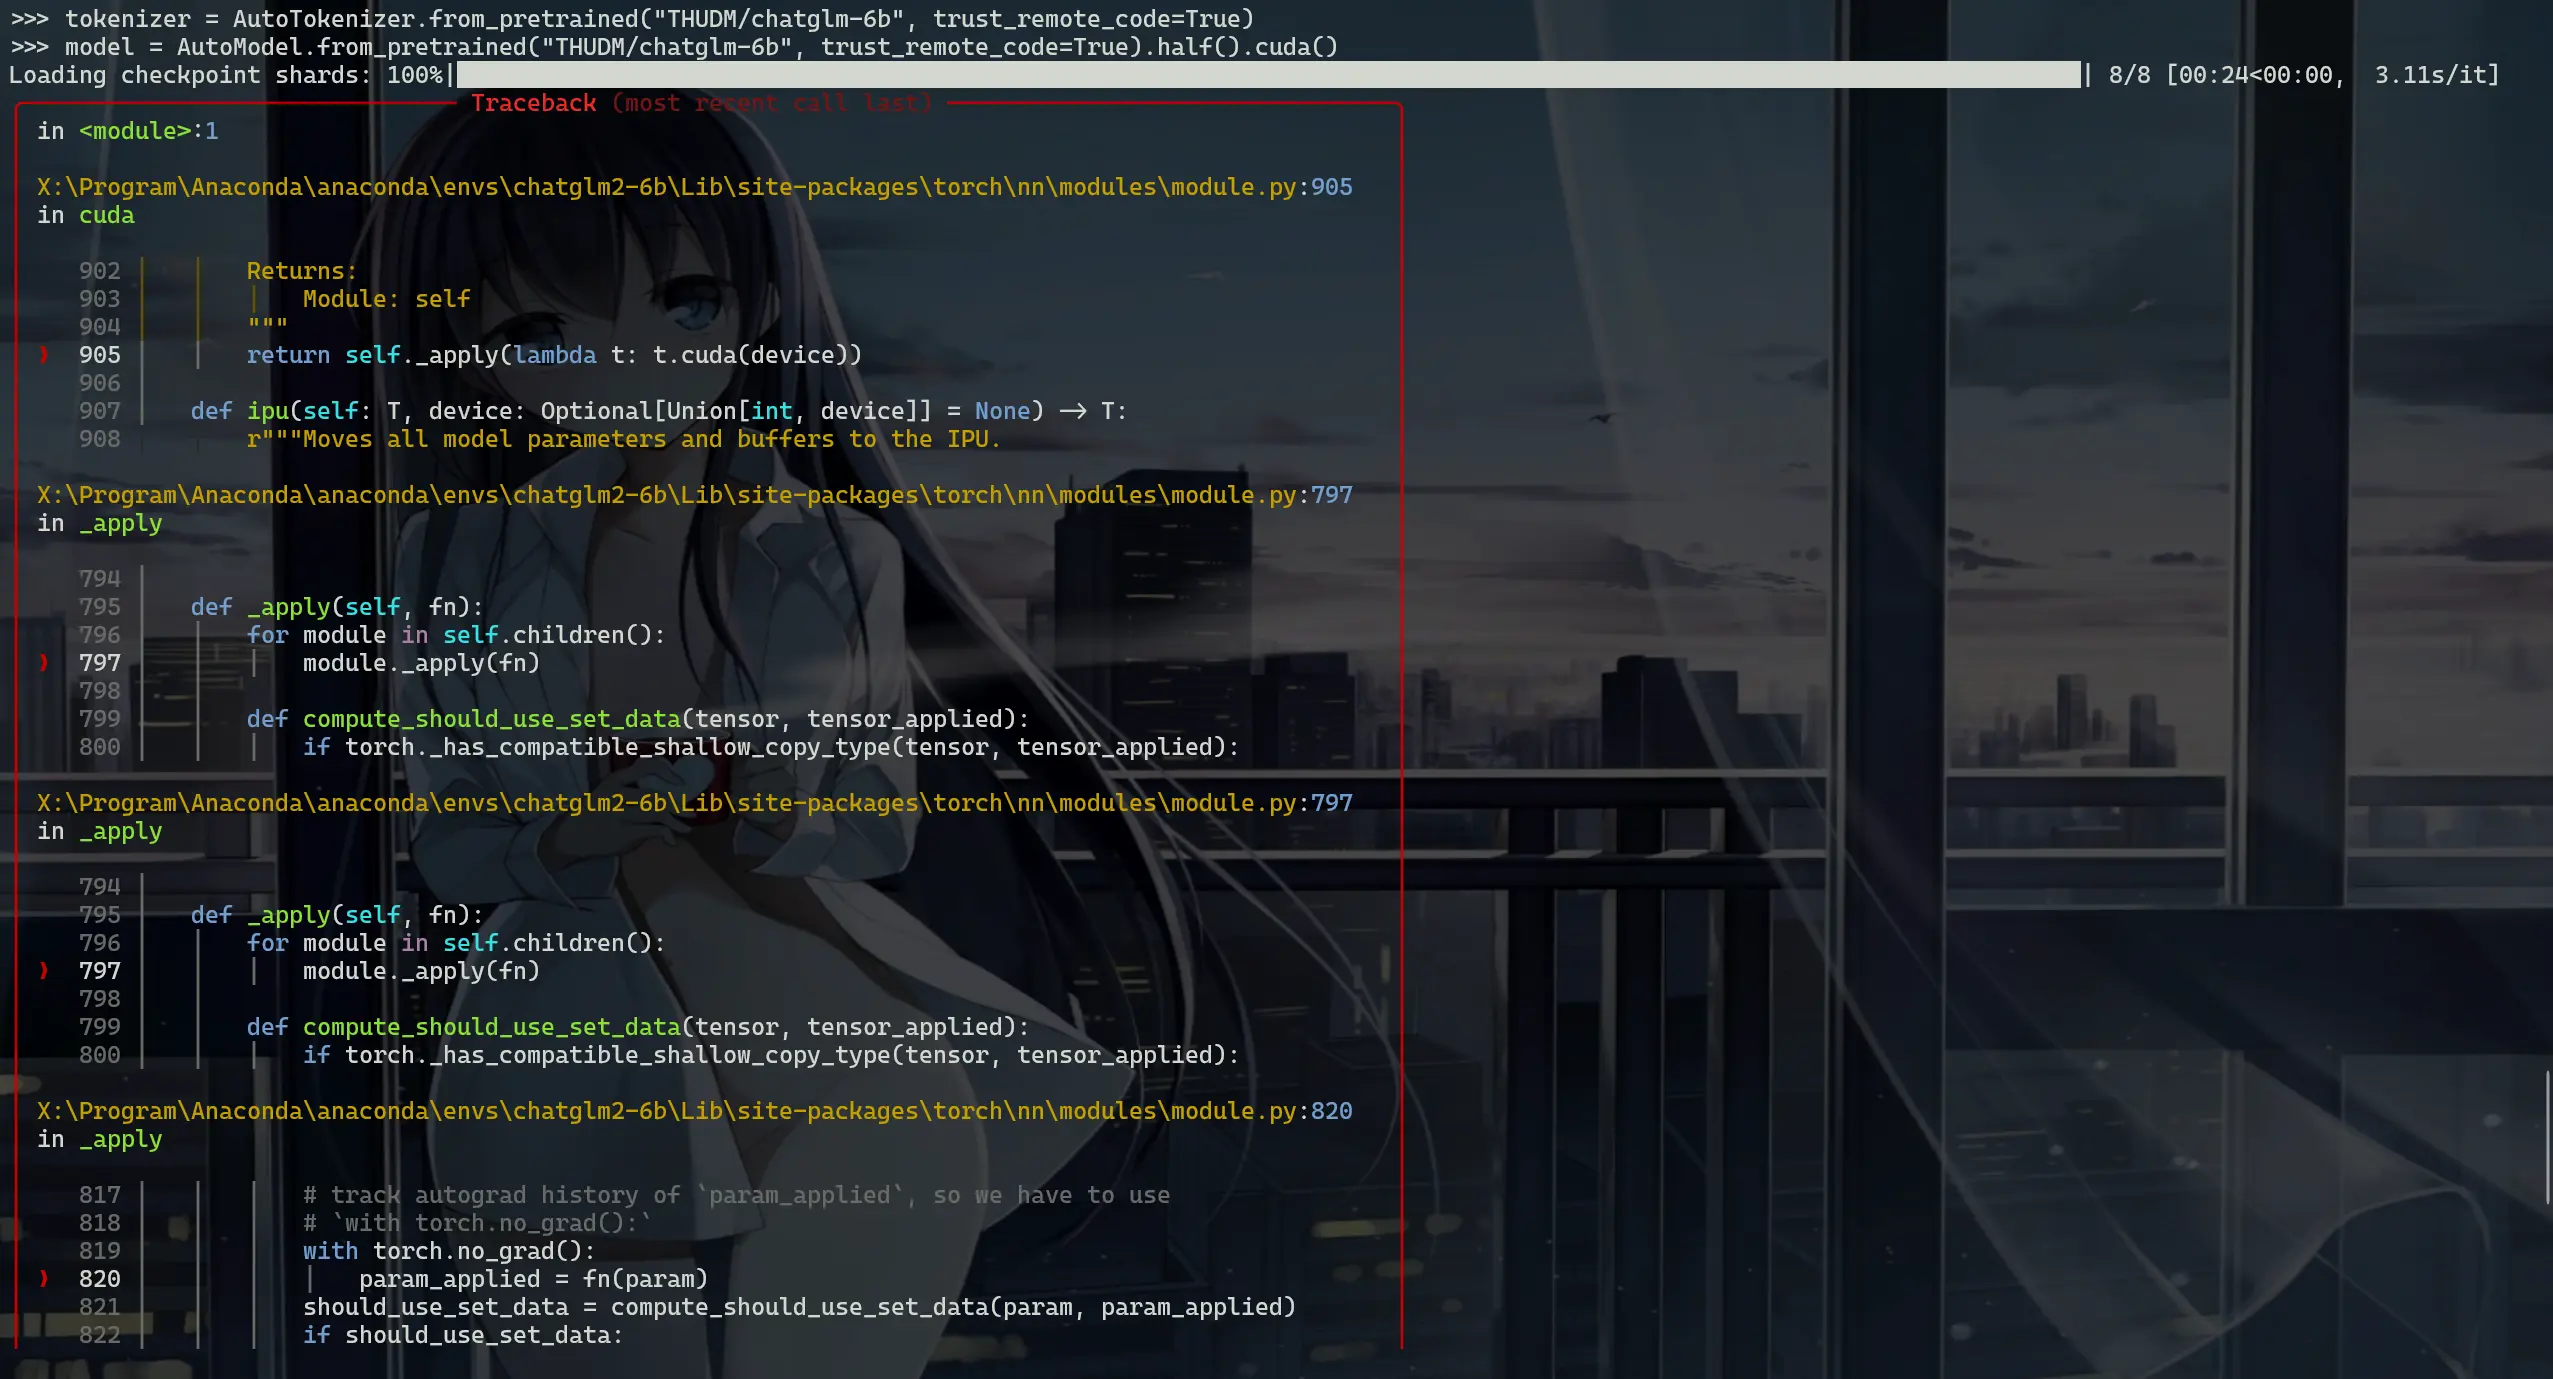 >>> tokenizer = AutoTokenizer.from_pretrained("THUDM/chatglm-6b", trust_remote_code=True)
>>> model = AutoModel.from_pretrained("THUDM/chatglm-6b", trust_remote_code=True).half().cuda()
Loading checkpoint shards: 100%| | 8/8 [00:24<00:00,  3.11s/it]
Traceback (most recent call last)
in <module>:1
X:\Program\Anaconda\anaconda\envs\chatglm2-6b\Lib\site-packages\torch\nn\modules\module.py:905
in cuda
902 Returns:
903 Module: self
904 """
❱ 905 return self._apply(lambda t: t.cuda(device))
906
907 def ipu(self: T, device: Optional[Union[int, device]] = None) -> T:
908 r"""Moves all model parameters and buffers to the IPU.
X:\Program\Anaconda\anaconda\envs\chatglm2-6b\Lib\site-packages\torch\nn\modules\module.py:797
in _apply
794
795 def _apply(self, fn):
796 for module in self.children():
❱ 797 module._apply(fn)
798
799 def compute_should_use_set_data(tensor, tensor_applied):
800 if torch._has_compatible_shallow_copy_type(tensor, tensor_applied):
X:\Program\Anaconda\anaconda\envs\chatglm2-6b\Lib\site-packages\torch\nn\modules\module.py:797
in _apply
794
795 def _apply(self, fn):
796 for module in self.children():
❱ 797 module._apply(fn)
798
799 def compute_should_use_set_data(tensor, tensor_applied):
800 if torch._has_compatible_shallow_copy_type(tensor, tensor_applied):
X:\Program\Anaconda\anaconda\envs\chatglm2-6b\Lib\site-packages\torch\nn\modules\module.py:820
in _apply
817 # track autograd history of `param_applied`, so we have to use
818 # `with torch.no_grad():`
819 with torch.no_grad():
❱ 820 param_applied = fn(param)
821 should_use_set_data = compute_should_use_set_data(param, param_applied)
822 if should_use_set_data: